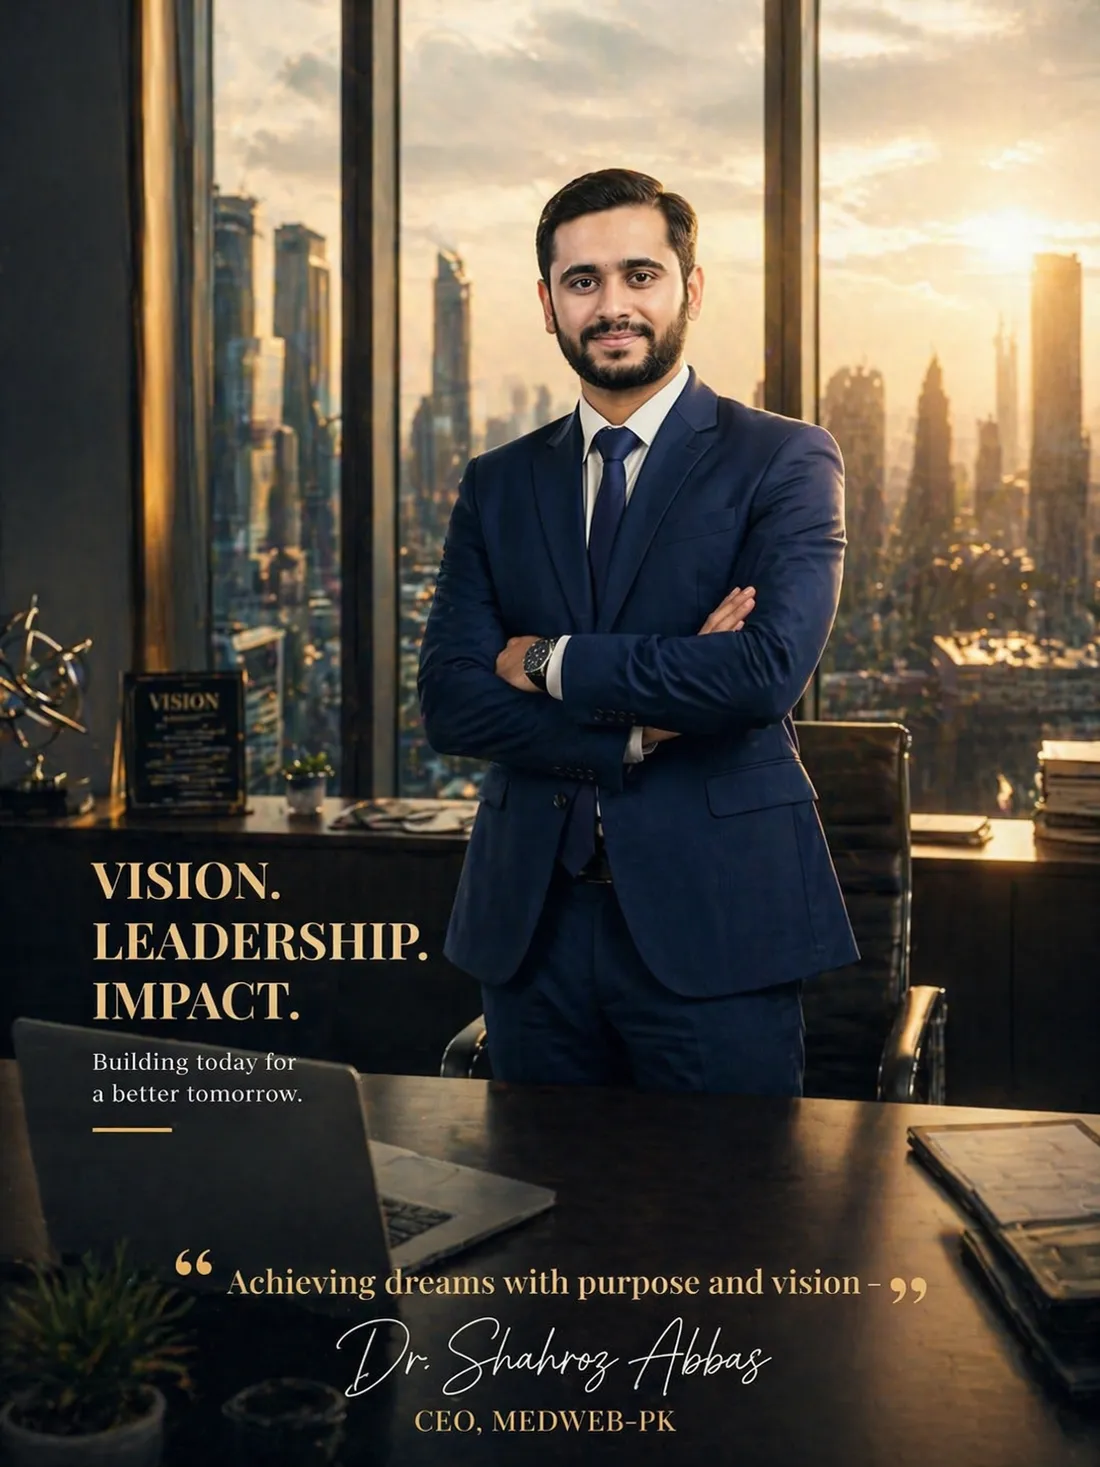 VISION
VISION.
LEADERSHIP.
IMPACT.
Building today for
a better tomorrow.
“ Achieving dreams with purpose and vision - ”
Dr. Shahroz Abbas
CEO, MEDWEB-PK